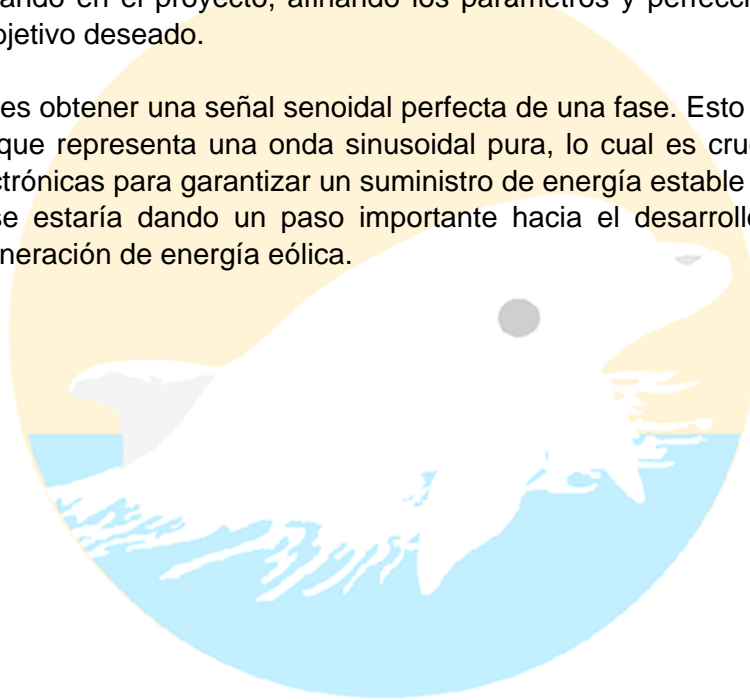 ando en el proyecto, afinando los parámetros y perfecci
ojetivo deseado.
es obtener una señal senoidal perfecta de una fase. Esto
que representa una onda sinusoidal pura, lo cual es cru
ctrónicas para garantizar un suministro de energía estable
se estaría dando un paso importante hacia el desarrollo
neración de energía eólica.